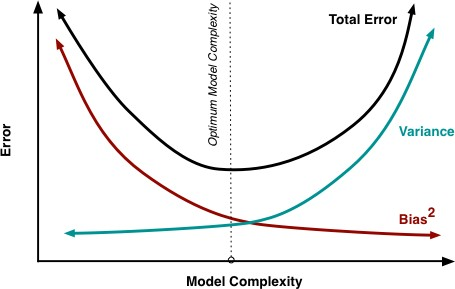 Total Error
Optimum Model Complexity
Variance
Error
Bias²
Model Complexity